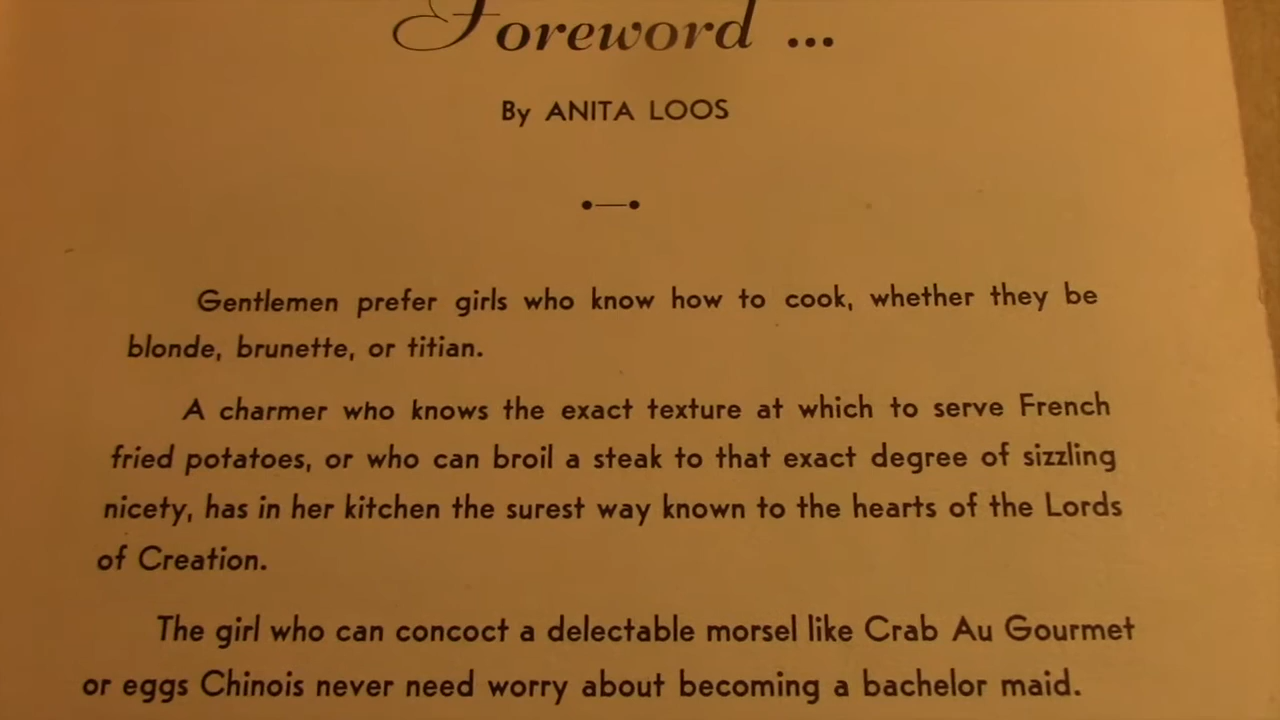 Foreword ...
By ANITA LOOS
Gentlemen prefer girls who know how to cook, whether they be
blonde, brunette, or titian.
A charmer who knows the exact texture at which to serve French
fried potatoes, or who can broil a steak to that exact degree of sizzling
nicety, has in her kitchen the surest way known to the hearts of the Lords
of Creation.
The girl who can concoct a delectable morsel like Crab Au Gourmet
or eggs Chinois never need worry about becoming a bachelor maid.